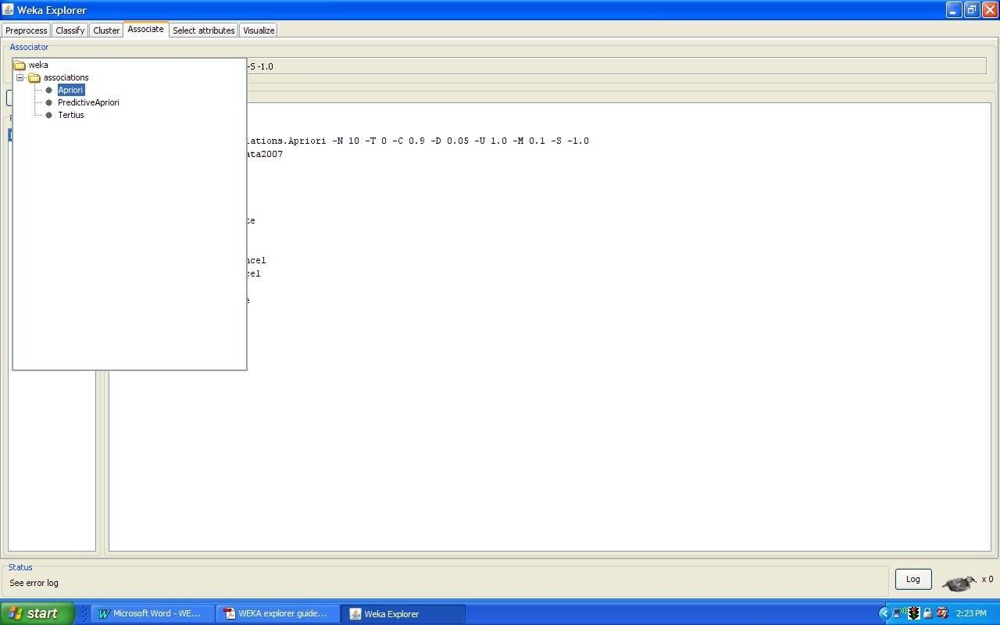 Weka Explorer
Preprocess Classify Cluster Associate Select attributes Visualize
Associator
weka
-S -1.0
associations
Apriori
PredictiveApriori
Tertius
lations.Apriori -N 10 -T 0 -C 0.9 -D 0.05 -U 1.0 -M 0.1 -S -1.0
ata2007
te
ncel
cel
e
Status
See error log
Log
x 0
start
Microsoft Word - WE...
WEKA explorer guide...
Weka Explorer
2:23 PM